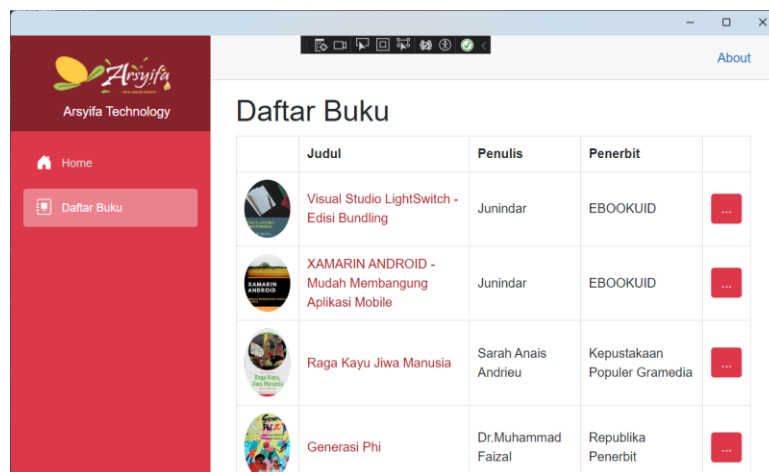 Arsyifa
Arsyifa Technology
Home
Daftar Buku
About
Daftar Buku
Judul Penulis Penerbit
Visual Studio LightSwitch -
Edisi Bundling
Junindar
EBOOKUID
...
XAMARIN ANDROID -
Mudah Membangung
Aplikasi Mobile
Junindar
EBOOKUID
...
XAMARIN
ANDROID
Raga Kayu Jiwa Manusia
Sarah Anais
Andrieu
Kepustakaan
Populer Gramedia
...
Raga Kayu,
Jiwa Manusia
Generasi Phi
Dr.Muhammad
Faizal
Republika
Penerbit
...